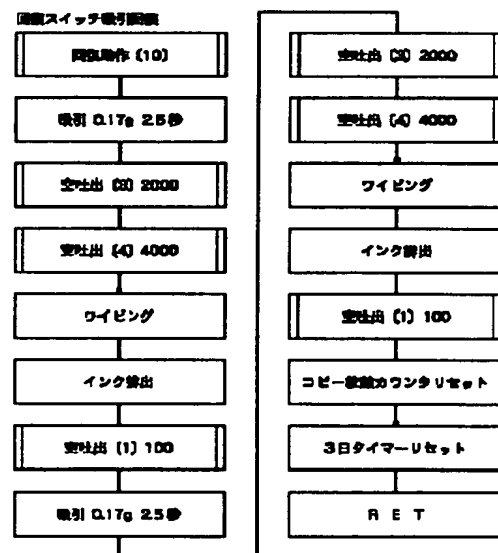 回復スイッチ吸引回復
回復動作〔10〕
吸引 0.17g 2.5秒
空吐出〔3〕2000
空吐出〔4〕4000
ワイピング
インク排出
空吐出〔1〕100
吸引 0.17g 2.5秒
空吐出〔3〕2000
空吐出〔4〕4000
ワイピング
インク排出
空吐出〔1〕100
コピー枚数カウンタリセット
3日タイマーリセット
RET